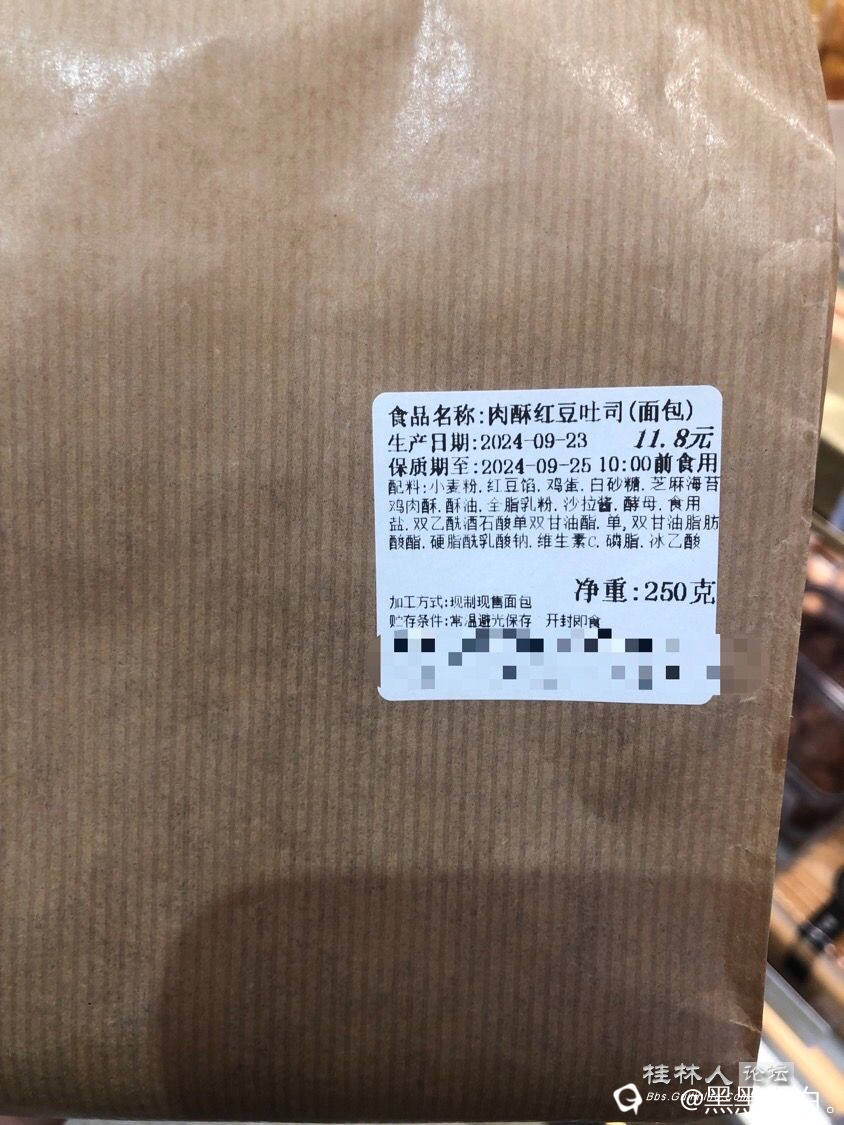 食品名称:肉酥红豆吐司(面包)
生产日期:2024-09-23 11.8元
保质期至:2024-09-25 10:00前食用
配料:小麦粉.红豆馅.鸡蛋.白砂糖.芝麻海苔
鸡肉酥.酥油.全脂乳粉.沙拉酱.酵母.食用
盐.双乙酰酒石酸单双甘油酯.单,双甘油脂肪
酸酯.硬脂酰乳酸钠.维生素C.磷脂.冰乙酸
净重:250克
加工方式:现制现售面包
贮存条件:常温避光保存 开封即食
桂林人论坛
@黑黑